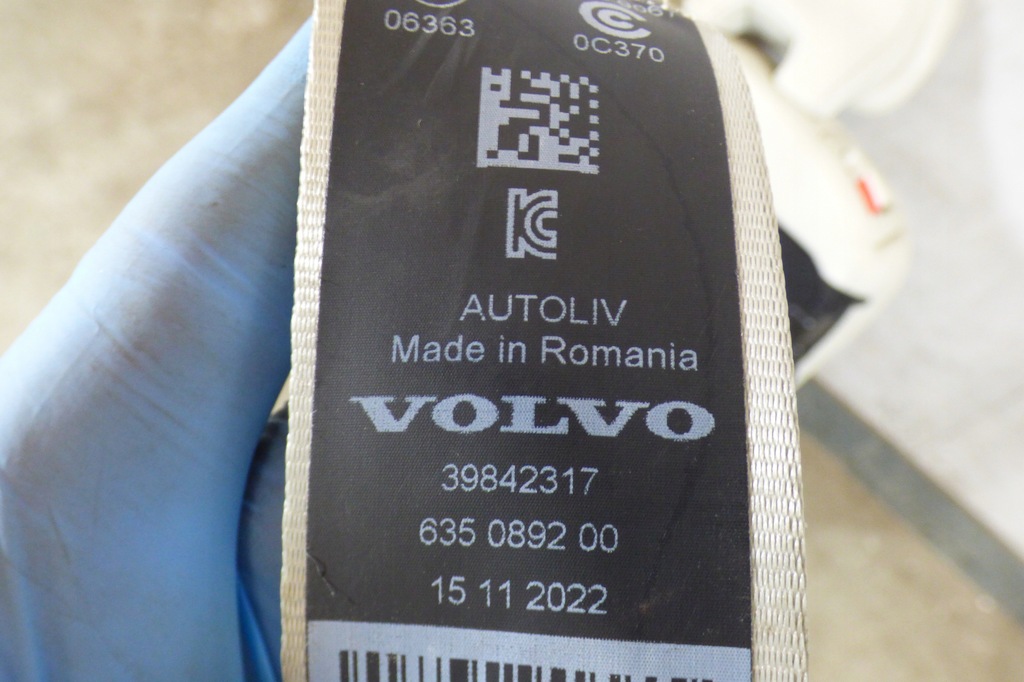 06363
0C370
AUTOLIV
Made in Romania
VOLVO
39842317
635 0892 00
15 11 2022